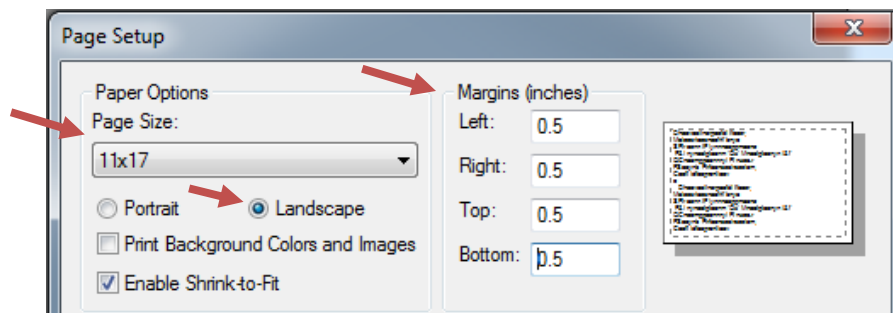 Page Setup
Paper Options
Page Size:
11x17
Portrait
Landscape
Print Background Colors and Images
Enable Shrink-to-Fit
Margins (inches)
Left: 0.5
Right: 0.5
Top: 0.5
Bottom: 0.5